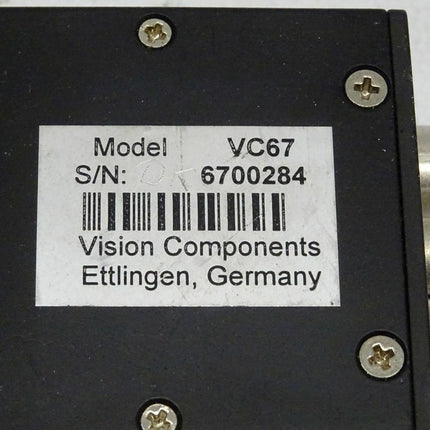 Model VC67
S/N: 6700284
Vision Components
Ettlingen, Germany